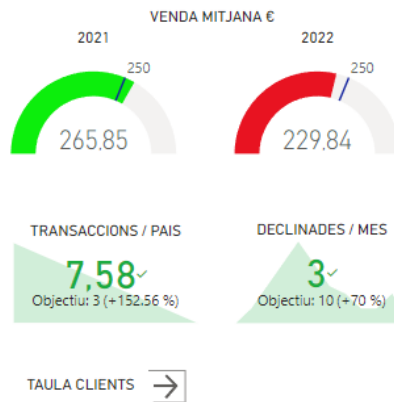 VENDA MITJANA €
2021
2022
250
250
265,85
229,84
TRANSACCIONS / PAIS
DECLINADES / MES
7,58
3
Objectiu: 3 (+152.56 %)
Objectiu: 10 (+70 %)
TAULA CLIENTS